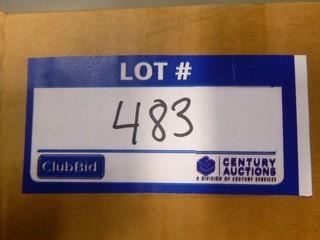 LOT #
483
ClubBid
CENTURY
AUCTIONS
A DIVISION OF CENTURY SERVICES